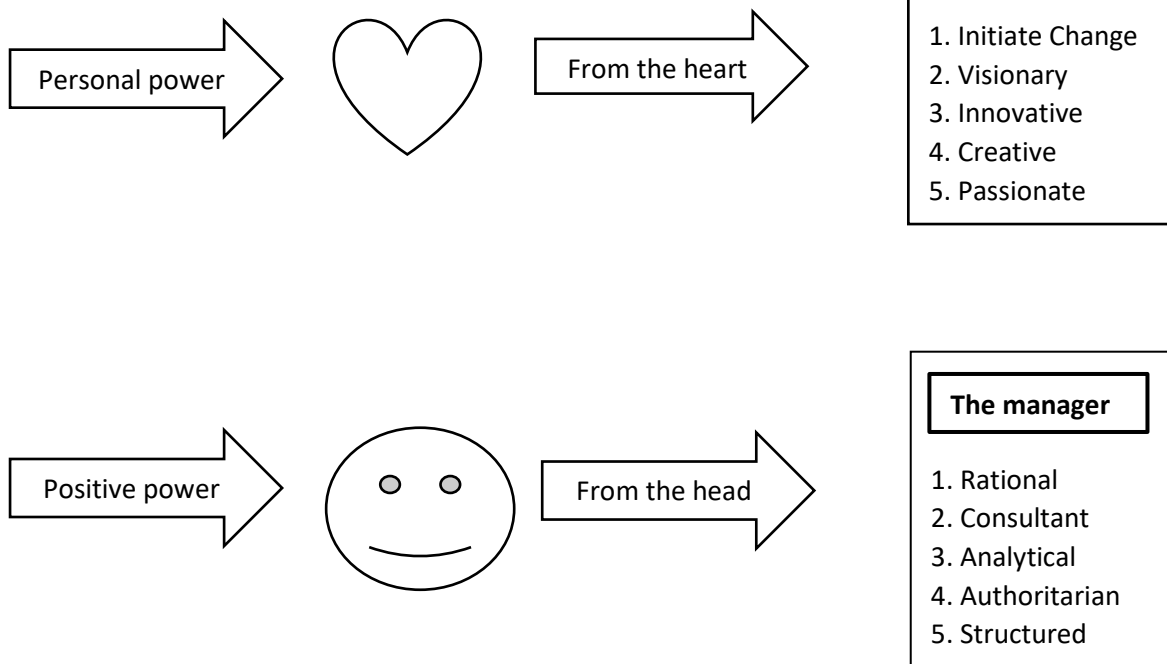 Personal power
From the heart
1. Initiate Change
2. Visionary
3. Innovative
4. Creative
5. Passionate
Positive power
From the head
The manager
1. Rational
2. Consultant
3. Analytical
4. Authoritarian
5. Structured